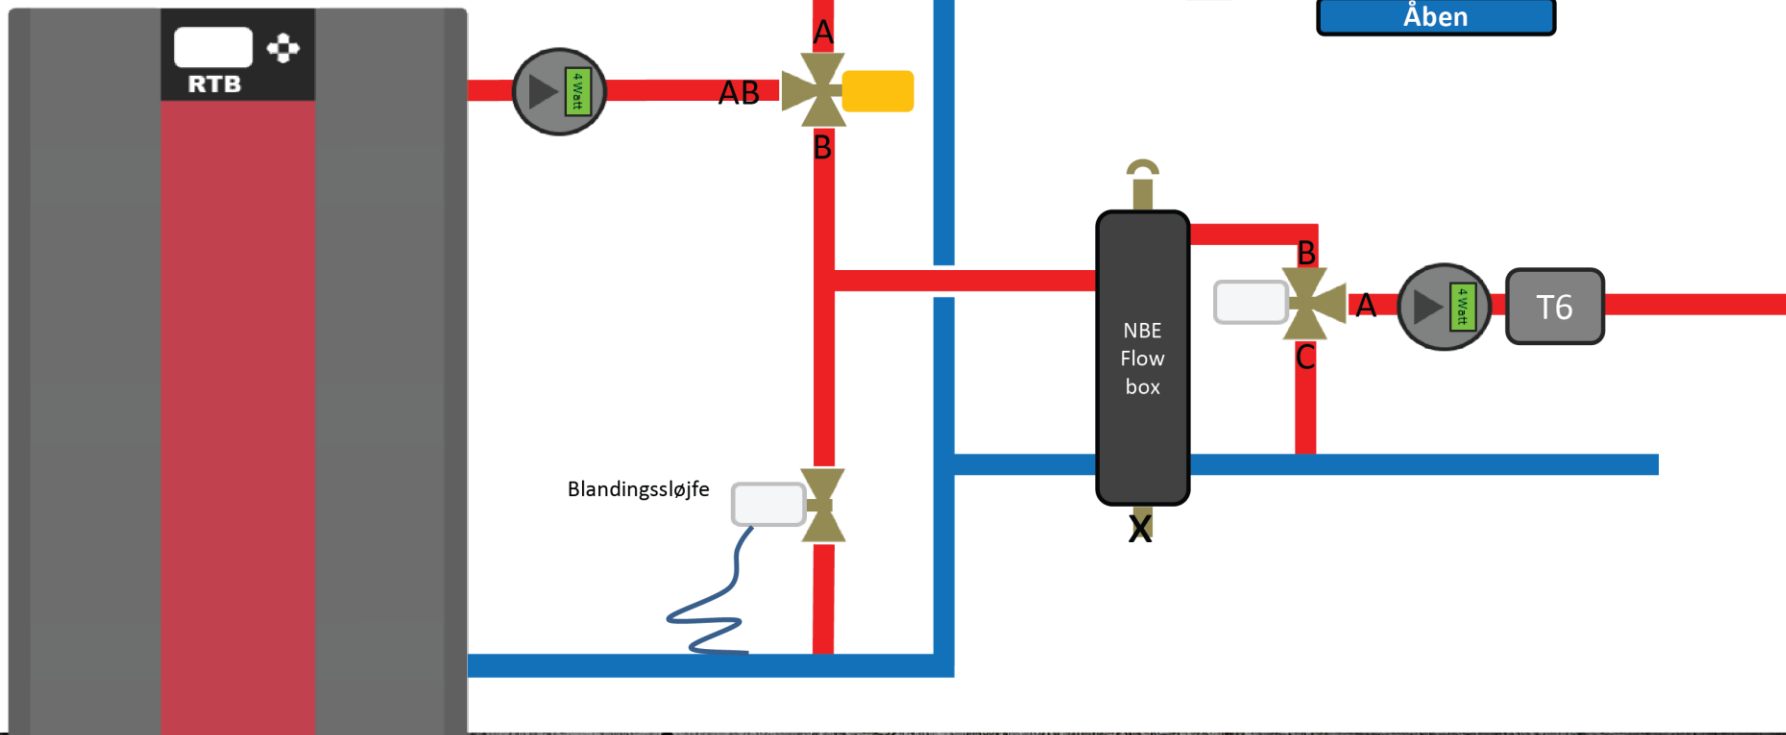 Åben
A
RTB
4 Watt
AB
B
B
4 Watt
A
T6
NBE
Flow
box
C
Blandingssløjfe
X